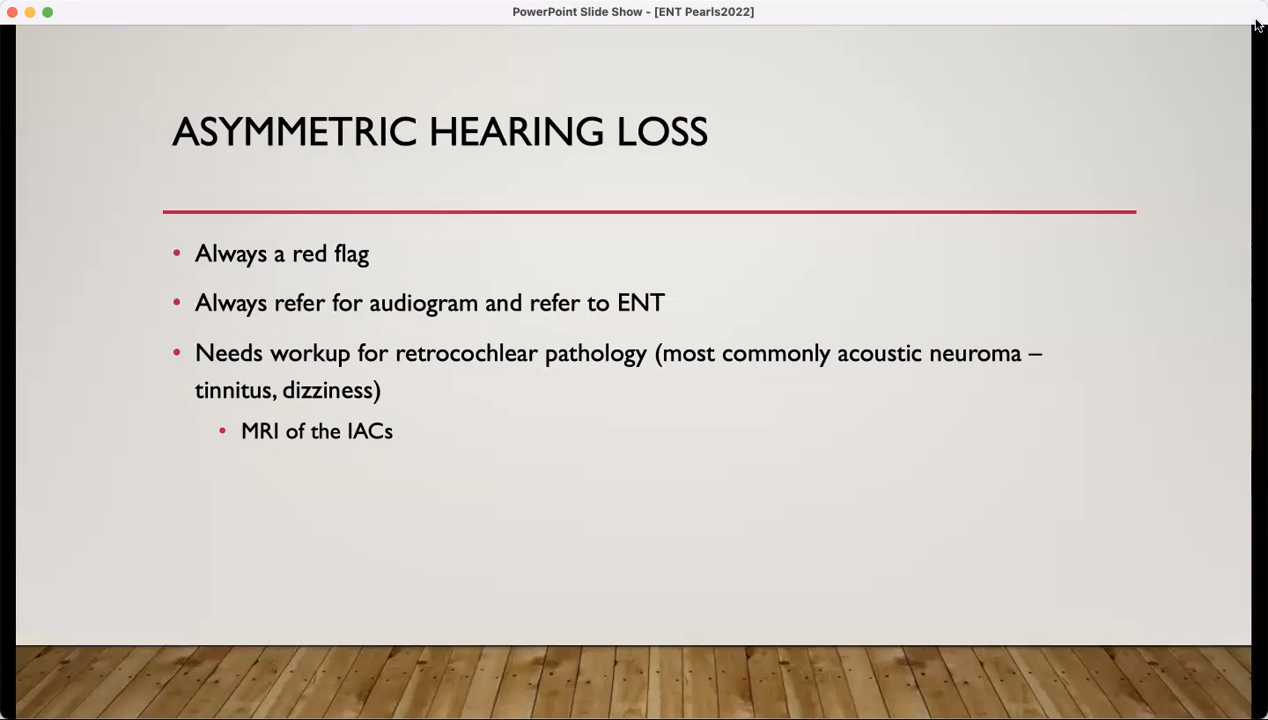 PowerPoint Slide Show - [ENT Pearls2022]
ASYMMETRIC HEARING LOSS
• Always a red flag
• Always refer for audiogram and refer to ENT
• Needs workup for retrocochlear pathology (most commonly acoustic neuroma –
tinnitus, dizziness)
• MRI of the IACs